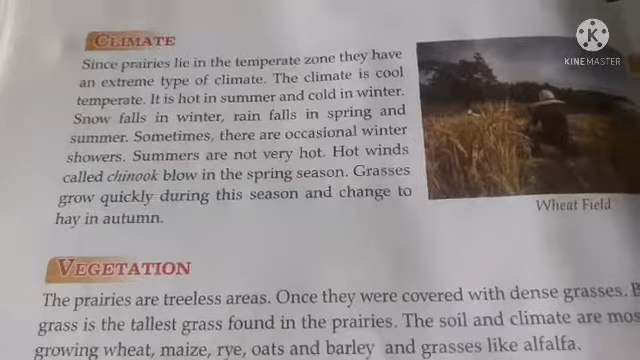 CLIMATE
Since prairies lie in the temperate zone they have
an extreme type of climate. The climate is cool
temperate. It is hot in summer and cold in winter.
Snow falls in winter, rain falls in spring and
summer. Sometimes, there are occasional winter
showers. Summers are not very hot. Hot winds
called chinook blow in the spring season. Grasses
grow quickly during this season and change to
hay in autumn.
KINEMASTER
Wheat Field
VEGETATION
The prairies are treeless areas. Once they were covered with dense grasses.
grass is the tallest grass found in the prairies. The soil and climate are
growing wheat, maize, rye, oats and barley and grasses like alfalfa.